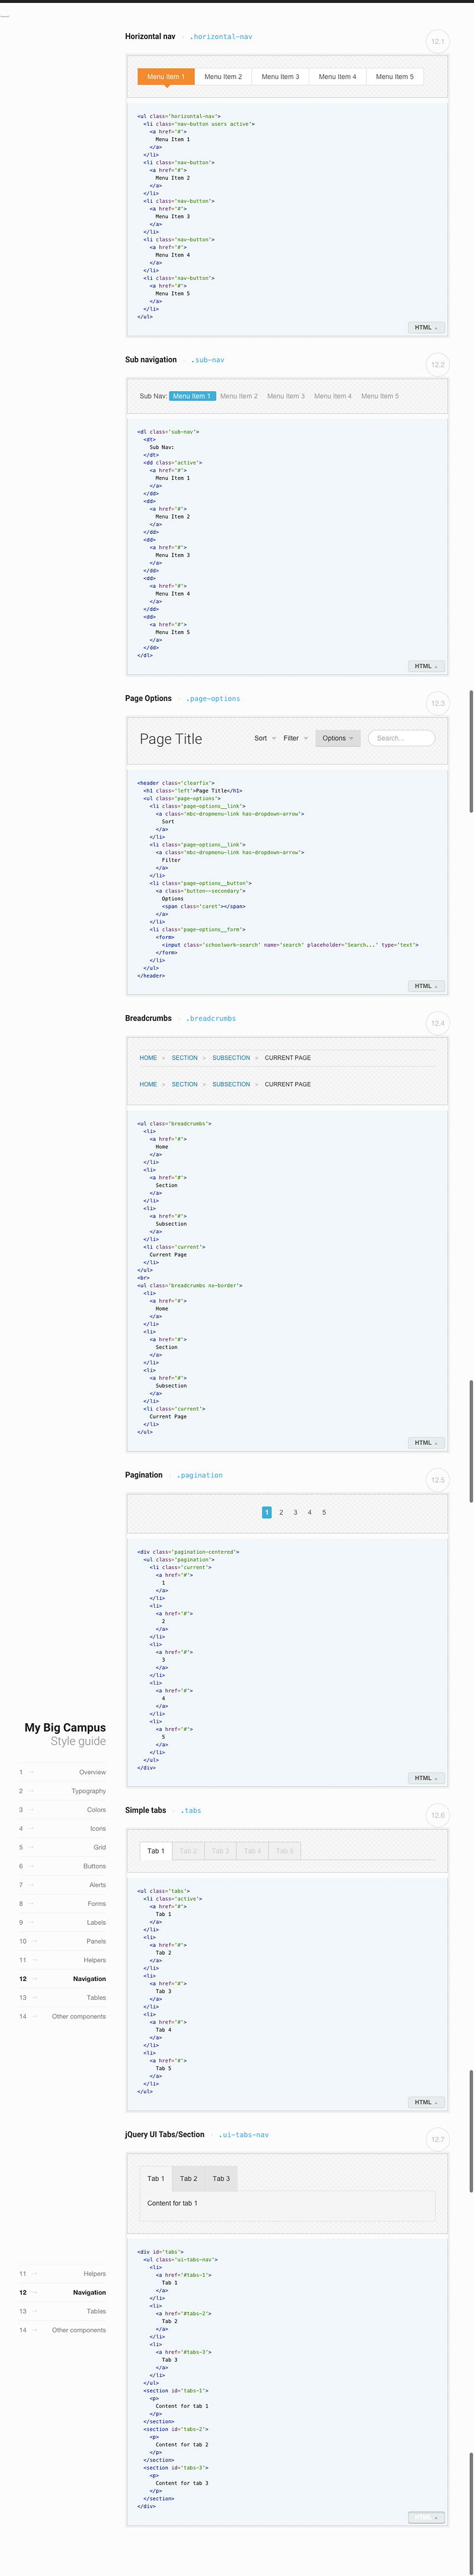 Horizontal nav · .horizontal-nav
12.1
Menu Item 1 Menu Item 2 Menu Item 3 Menu Item 4 Menu Item 5
<ul class='horizontal-nav'>
<li class="nav-button users active">
<a href="#">
Menu Item 1
</a>
</li>
<li class="nav-button">
<a href="#">
Menu Item 2
</a>
</li>
<li class="nav-button">
<a href="#">
Menu Item 3
</a>
</li>
<li class="nav-button">
<a href="#">
Menu Item 4
</a>
</li>
<li class="nav-button">
<a href="#">
Menu Item 5
</a>
</li>
</ul>
HTML
Sub navigation · .sub-nav
12.2
Sub Nav: Menu Item 1 Menu Item 2 Menu Item 3 Menu Item 4 Menu Item 5
<dl class='sub-nav'>
<dt>
Sub Nav:
</dt>
<dd class='active'>
<a href="#">
Menu Item 1
</a>
</dd>
<dd>
<a href="#">
Menu Item 2
</a>
</dd>
<dd>
<a href="#">
Menu Item 3
</a>
</dd>
<dd>
<a href="#">
Menu Item 4
</a>
</dd>
<dd>
<a href="#">
Menu Item 5
</a>
</dd>
</dl>
HTML
Page Options · .page-options
12.3
Page Title Sort Filter Options Search...
<header class="clearfix">
<h1 class="left">Page Title</h1>
<ul class="page-options">
<li class="page-options__link">
<a class='mbc-dropmenu-link has-dropdown-arrow'>
Sort
</a>
</li>
<li class="page-options__link">
<a class='mbc-dropmenu-link has-dropdown-arrow'>
Filter
</a>
</li>
<li class="page-options__button">
<a class='button--secondary'>
Options
<span class='caret'></span>
</a>
</li>
<li class="page-options__form">
<form>
<input class='schoolwork-search' name='search' placeholder='Search...' type='text'>
</form>
</li>
</ul>
</header>
HTML
Breadcrumbs · .breadcrumbs
12.4
HOME > SECTION > SUBSECTION > CURRENT PAGE
HOME > SECTION > SUBSECTION > CURRENT PAGE
<ul class='breadcrumbs'>
<li>
<a href="#">
Home
</a>
</li>
<li>
<a href="#">
Section
</a>
</li>
<li>
<a href="#">
Subsection
</a>
</li>
<li class='current'>
Current Page
</li>
</ul>
<br>
<ul class='breadcrumbs no-border'>
<li>
<a href="#">
Home
</a>
</li>
<li>
<a href="#">
Section
</a>
</li>
<li>
<a href="#">
Subsection
</a>
</li>
<li class='current'>
Current Page
</li>
</ul>
HTML
Pagination · .pagination
12.5
1 2 3 4 5
<div class='pagination-centered'>
<ul class='pagination'>
<li class='current'>
<a href='#'>
1
</a>
</li>
<li>
<a href='#'>
2
</a>
</li>
<li>
<a href='#'>
3
</a>
</li>
<li>
<a href='#'>
4
</a>
</li>
<li>
<a href='#'>
5
</a>
</li>
</ul>
</div>
HTML
My Big Campus
Style guide
1 → Overview
2 → Typography
3 → Colors
4 → Icons
5 → Grid
6 → Buttons
7 → Alerts
8 → Forms
9 → Labels
10 → Panels
11 → Helpers
12 → Navigation
13 → Tables
14 → Other components
Simple tabs · .tabs
12.6
Tab 1 Tab 2 Tab 3 Tab 4 Tab 5
<ul class='tabs'>
<li class='active'>
<a href="#">
Tab 1
</a>
</li>
<li>
<a href="#">
Tab 2
</a>
</li>
<li>
<a href="#">
Tab 3
</a>
</li>
<li>
<a href="#">
Tab 4
</a>
</li>
<li>
<a href="#">
Tab 5
</a>
</li>
</ul>
HTML
jQuery UI Tabs/Section · .ui-tabs-nav
12.7
Tab 1 Tab 2 Tab 3
Content for tab 1
11 → Helpers
12 → Navigation
13 → Tables
14 → Other components
<div id="tabs">
<ul class="ui-tabs-nav">
<li>
<a href="#tabs-1">
Tab 1
</a>
</li>
<li>
<a href="#tabs-2">
Tab 2
</a>
</li>
<li>
<a href="#tabs-3">
Tab 3
</a>
</li>
</ul>
<section id="tabs-1">
<p>
Content for tab 1
</p>
</section>
<section id="tabs-2">
<p>
Content for tab 2
</p>
</section>
<section id="tabs-3">
<p>
Content for tab 3
</p>
</section>
</div>
HTML